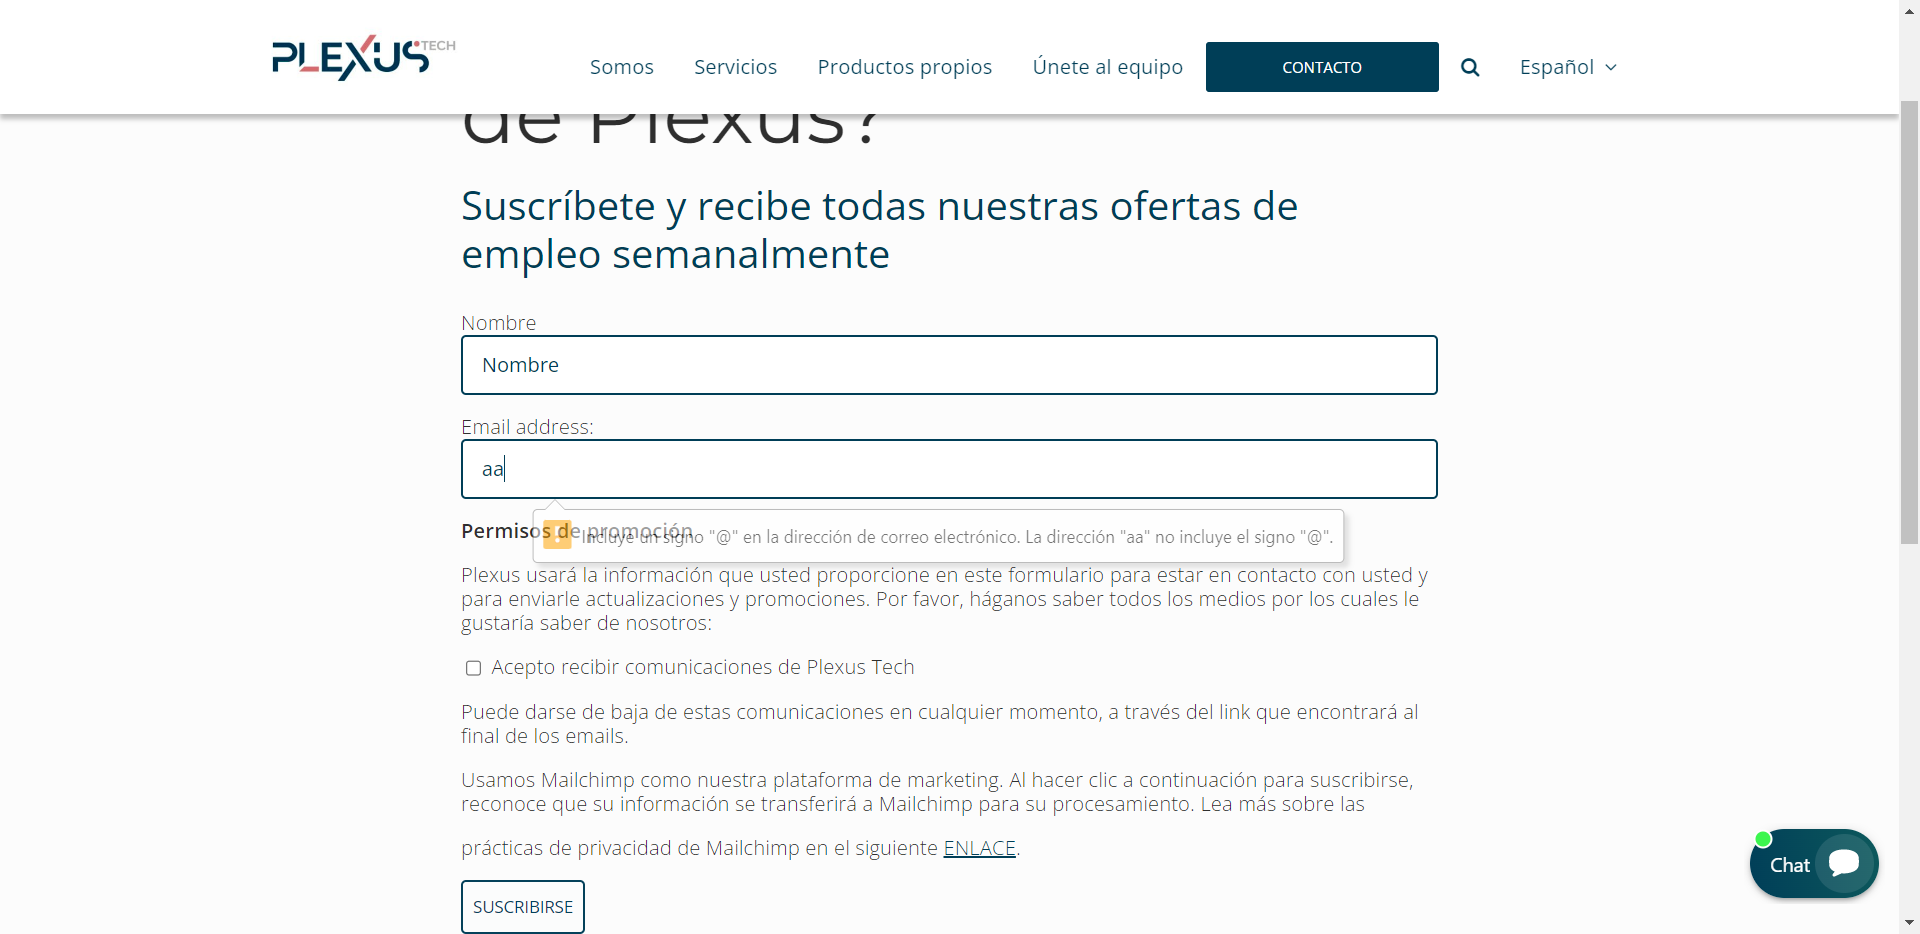 PLEXUS TECH
Somos
Servicios
Productos propios
Únete al equipo
CONTACTO
Español
de Plexus?
Suscríbete y recibe todas nuestras ofertas de
empleo semanalmente
Nombre
Nombre
Email address:
aa
Permisos de promoción
Incluye un signo "@" en la dirección de correo electrónico. La dirección "aa" no incluye el signo "@".
Plexus usará la información que usted proporcione en este formulario para estar en contacto con usted y
para enviarle actualizaciones y promociones. Por favor, háganos saber todos los medios por los cuales le
gustaría saber de nosotros:
Acepto recibir comunicaciones de Plexus Tech
Puede darse de baja de estas comunicaciones en cualquier momento, a través del link que encontrará al
final de los emails.
Usamos Mailchimp como nuestra plataforma de marketing. Al hacer clic a continuación para suscribirse,
reconoce que su información se transferirá a Mailchimp para su procesamiento. Lea más sobre las
prácticas de privacidad de Mailchimp en el siguiente ENLACE.
Chat
SUSCRIBIRSE